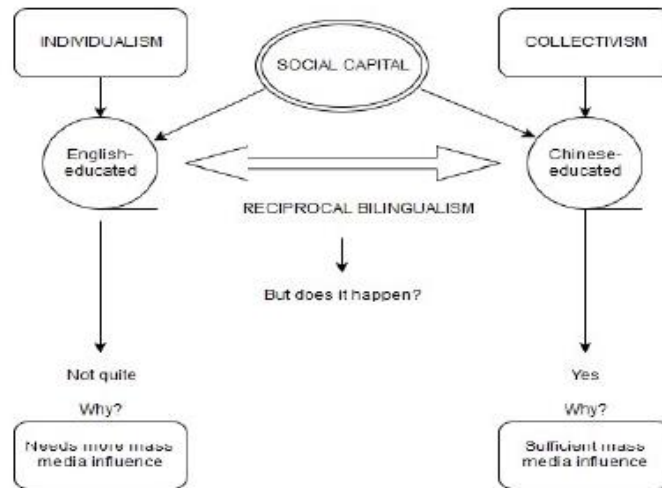 INDIVIDUALISM
SOCIAL CAPITAL
COLLECTIVISM
English-
educated
Chinese-
educated
RECIPROCAL BILINGUALISM
But does it happen?
Not quite
Yes
Why?
Why?
Needs more mass
media influence
Sufficient mass
media influence